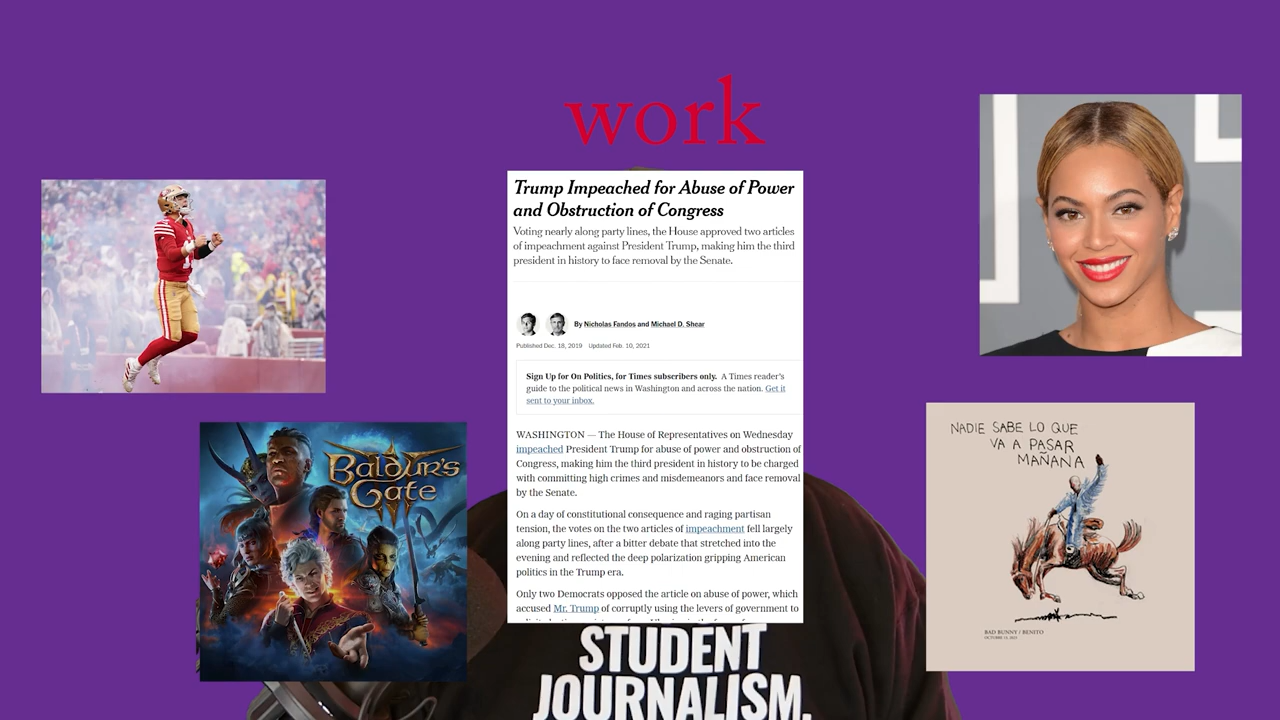 work
Trump Impeached for Abuse of Power
and Obstruction of Congress
Voting nearly along party lines, the House approved two articles
of impeachment against President Trump, making him the third
president in history to face removal by the Senate.
By Nicholas Fandos and Michael D. Shear
Published Dec. 18, 2019 Updated Feb. 10, 2021
Sign Up for On Politics, for Times subscribers only. A Times reader's
guide to the political news in Washington and across the nation. Get it
sent to your inbox.
WASHINGTON — The House of Representatives on Wednesday
impeached President Trump for abuse of power and obstruction of
Congress, making him the third president in history to be charged
with committing high crimes and misdemeanors and face removal
by the Senate.
On a day of constitutional consequence and raging partisan
tension, the votes on the two articles of impeachment fell largely
along party lines, after a bitter debate that stretched into the
evening and reflected the deep polarization gripping American
politics in the Trump era.
Only two Democrats opposed the article on abuse of power, which
accused Mr. Trump of corruptly using the levers of government to
BALDUR'S
GATE
NADIE SABE LO QUE
VA A PASAR
MAÑANA
BAD BUNNY / BENITO
OCTUBRE 13, 2023
STUDENT
JOURNALISM.